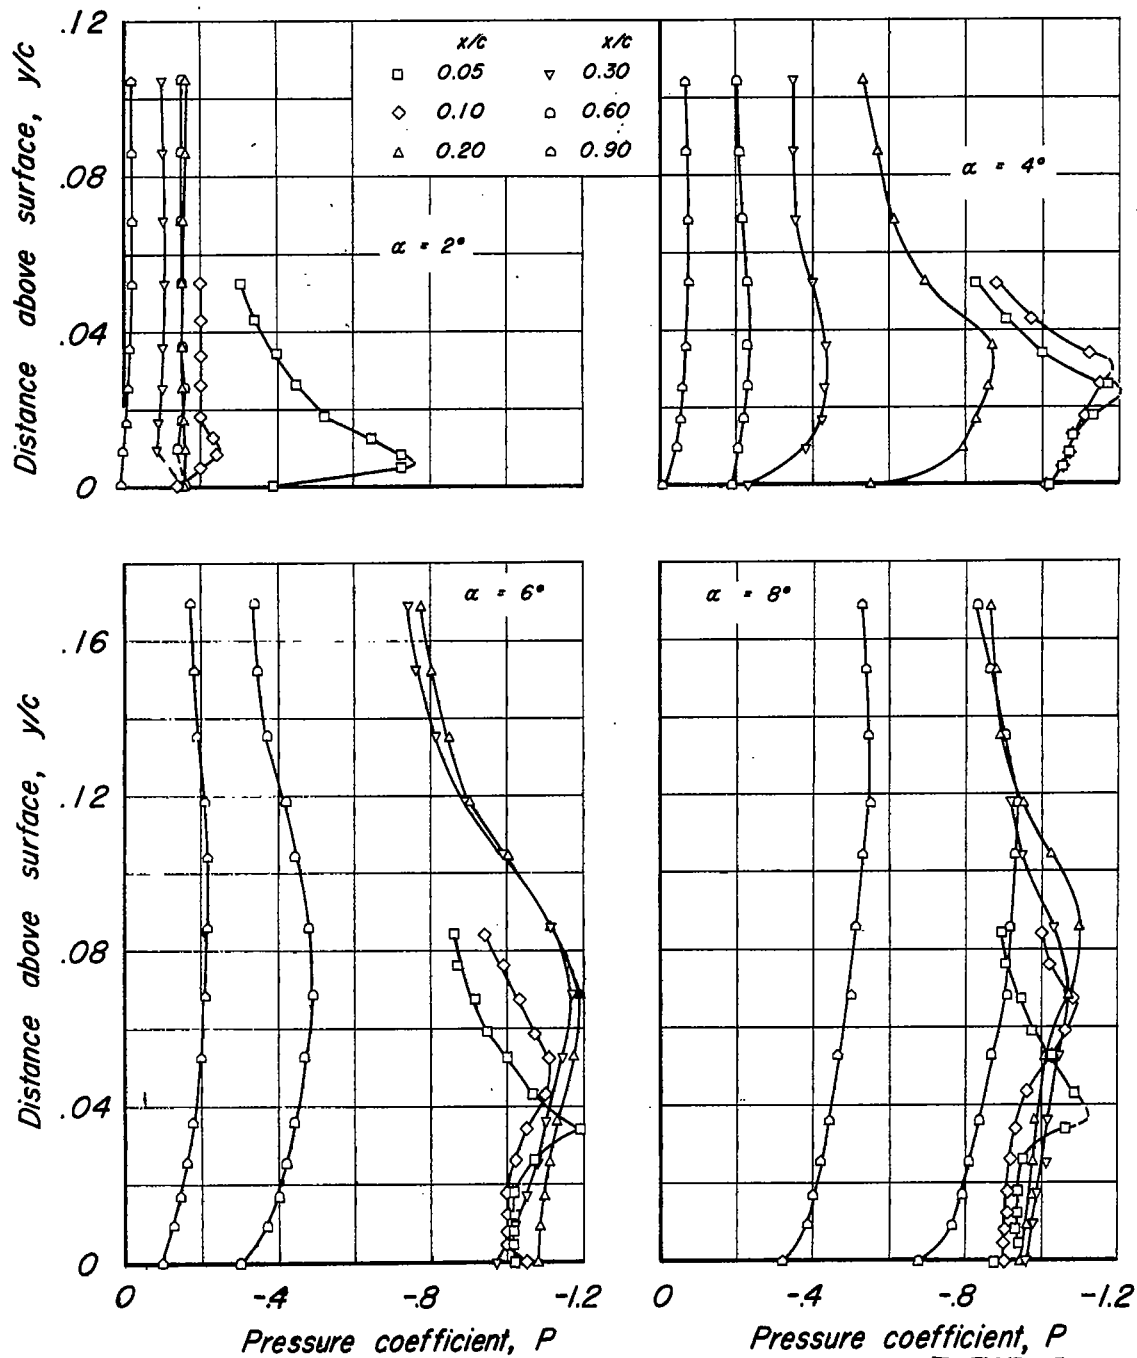 .12
x/c x/c
0.05 0.30
0.10 0.60
0.20 0.90
.08
α = 2°
α = 4°
.04
0
Distance above surface, y/c
α = 6°
α = 8°
.16
.12
.08
.04
0
Distance above surface, y/c
0 -.4 -.8 -1.2
0 -.4 -.8 -1.2
Pressure coefficient, P
Pressure coefficient, P